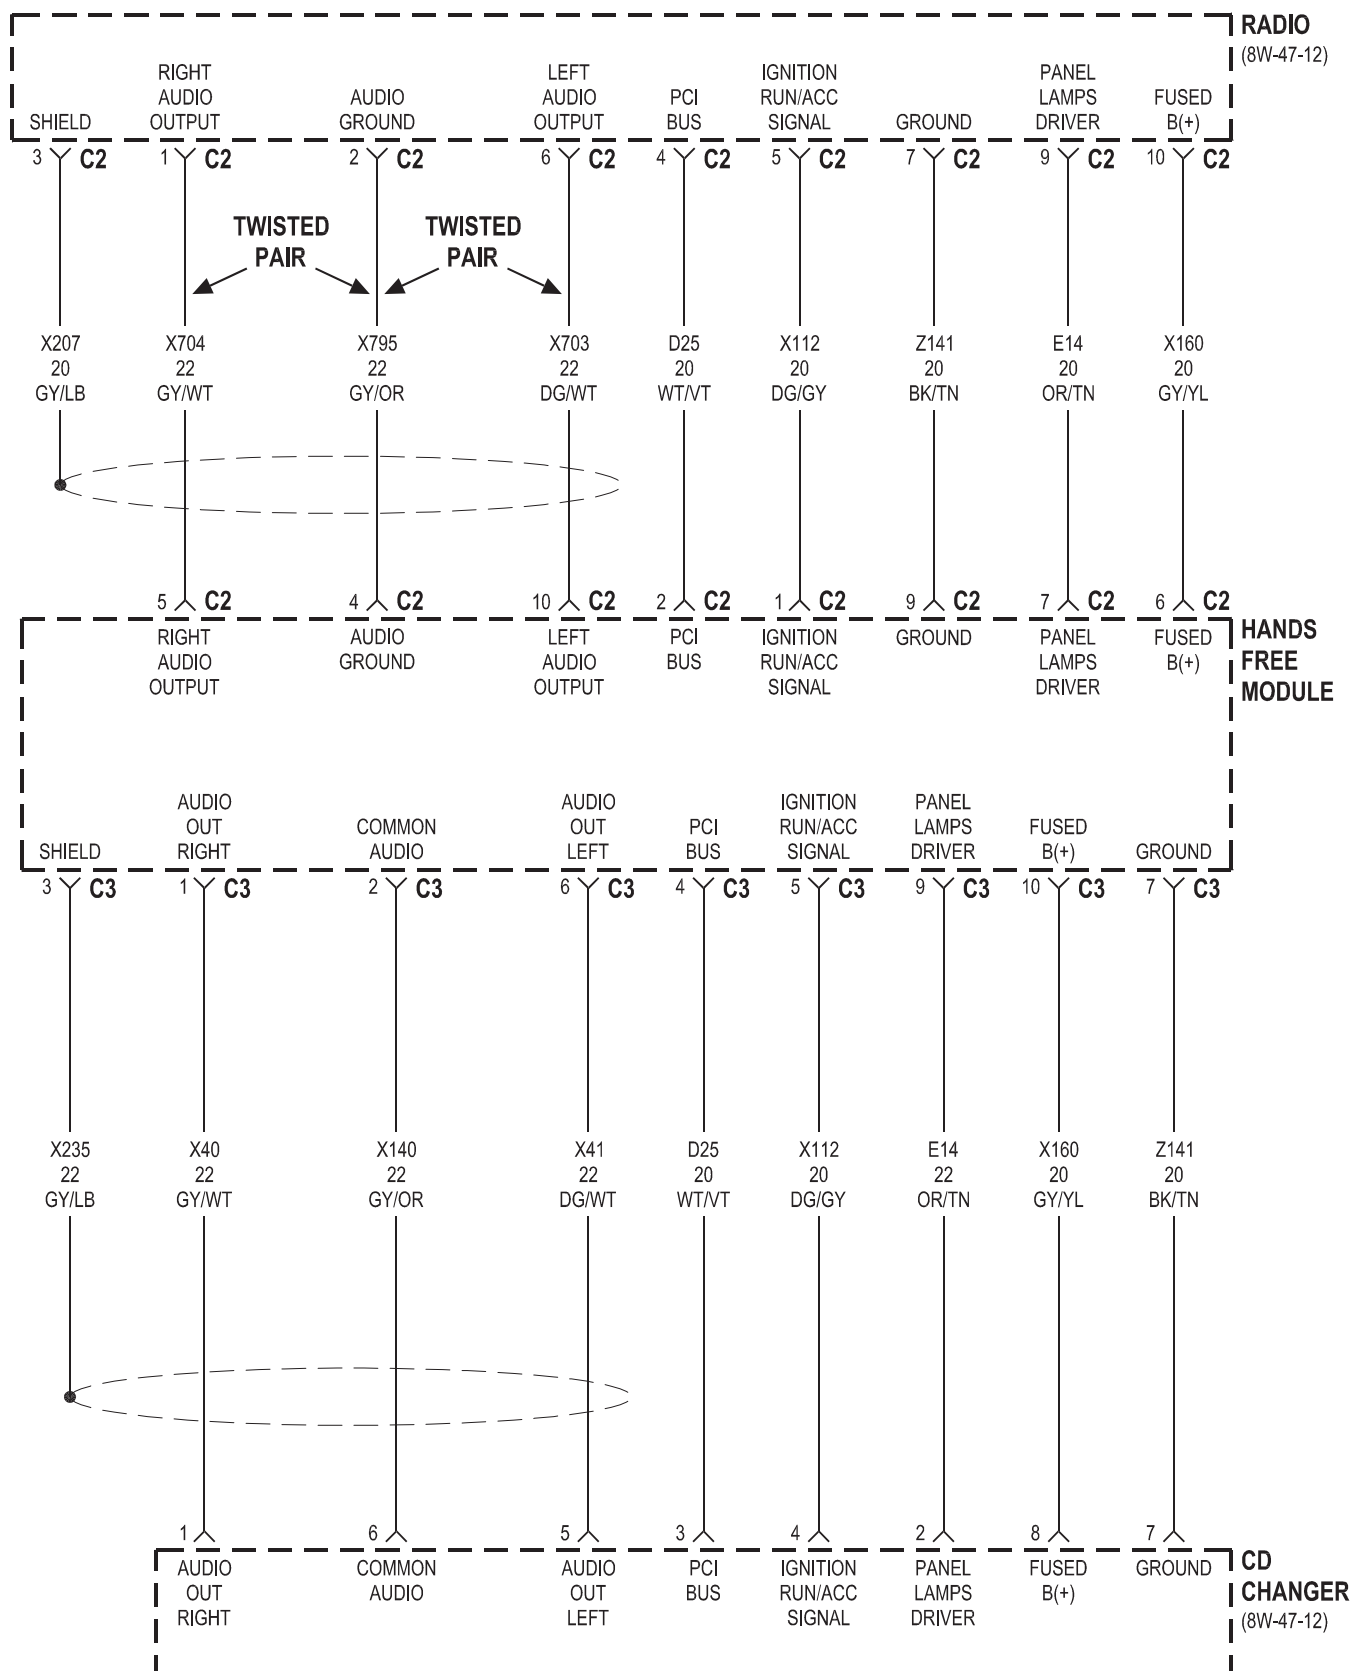 RADIO
(8W-47-12)
SHIELD
RIGHT
AUDIO
OUTPUT
AUDIO
GROUND
LEFT
AUDIO
OUTPUT
PCI
BUS
IGNITION
RUN/ACC
SIGNAL
GROUND
PANEL
LAMPS
DRIVER
FUSED
B(+)
3 C2
1 C2
2 C2
6 C2
4 C2
5 C2
7 C2
9 C2
10 C2
TWISTED
PAIR
TWISTED
PAIR
X207
20
GY/LB
X704
22
GY/WT
X795
22
GY/OR
X703
22
DG/WT
D25
20
WT/VT
X112
20
DG/GY
Z141
20
BK/TN
E14
20
OR/TN
X160
20
GY/YL
5 C2
4 C2
10 C2
2 C2
1 C2
9 C2
7 C2
6 C2
RIGHT
AUDIO
OUTPUT
AUDIO
GROUND
LEFT
AUDIO
OUTPUT
PCI
BUS
IGNITION
RUN/ACC
SIGNAL
GROUND
PANEL
LAMPS
DRIVER
FUSED
B(+)
HANDS
FREE
MODULE
SHIELD
AUDIO
OUT
RIGHT
COMMON
AUDIO
AUDIO
OUT
LEFT
PCI
BUS
IGNITION
RUN/ACC
SIGNAL
PANEL
LAMPS
DRIVER
FUSED
B(+)
GROUND
3 C3
1 C3
2 C3
6 C3
4 C3
5 C3
9 C3
10 C3
7 C3
X235
22
GY/LB
X40
22
GY/WT
X140
22
GY/OR
X41
22
DG/WT
D25
20
WT/VT
X112
20
DG/GY
E14
22
OR/TN
X160
20
GY/YL
Z141
20
BK/TN
1
6
5
3
4
2
8
7
AUDIO
OUT
RIGHT
COMMON
AUDIO
AUDIO
OUT
LEFT
PCI
BUS
IGNITION
RUN/ACC
SIGNAL
PANEL
LAMPS
DRIVER
FUSED
B(+)
GROUND
CD
CHANGER
(8W-47-12)